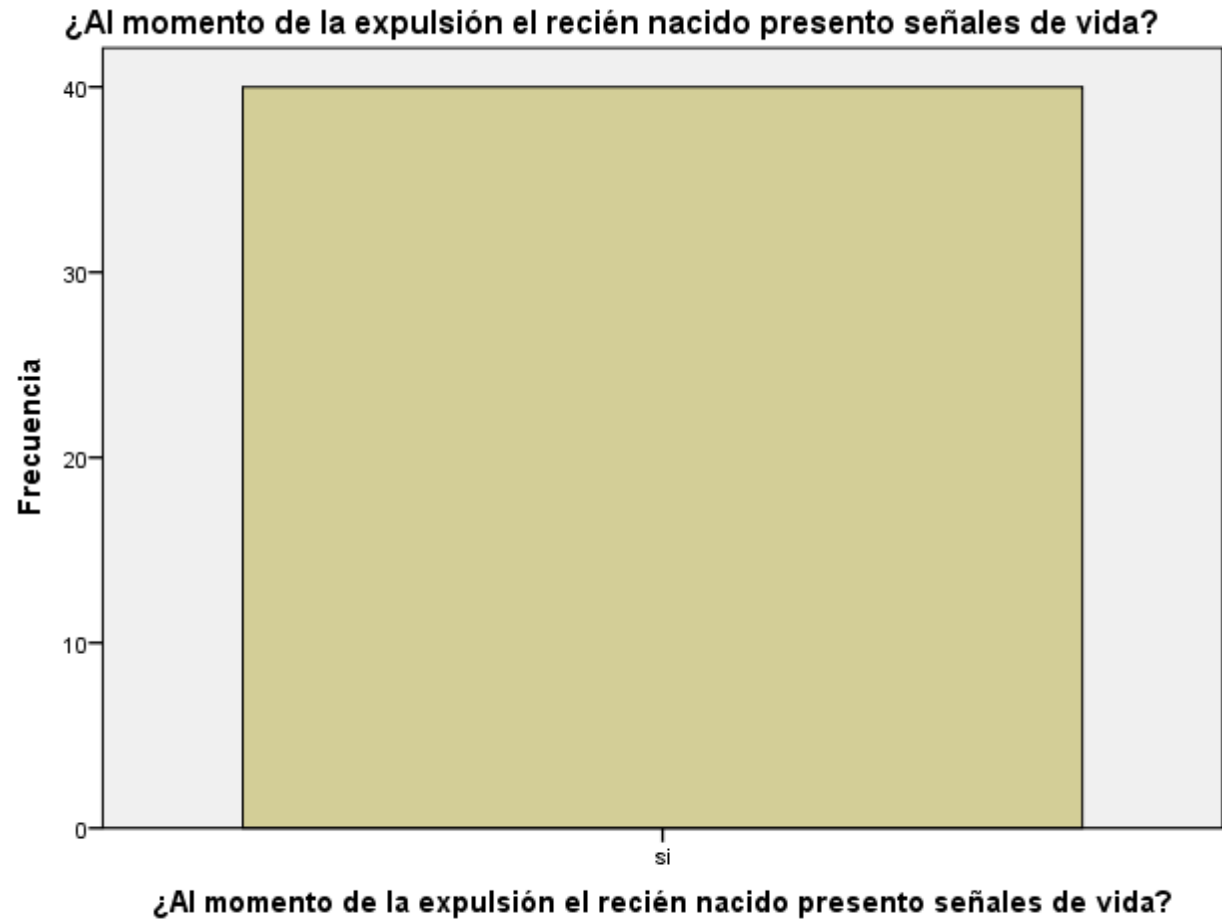 ¿Al momento de la expulsión el recién nacido presento señales de vida?
40
30
20
10
0
Frecuencia
si
¿Al momento de la expulsión el recién nacido presento señales de vida?